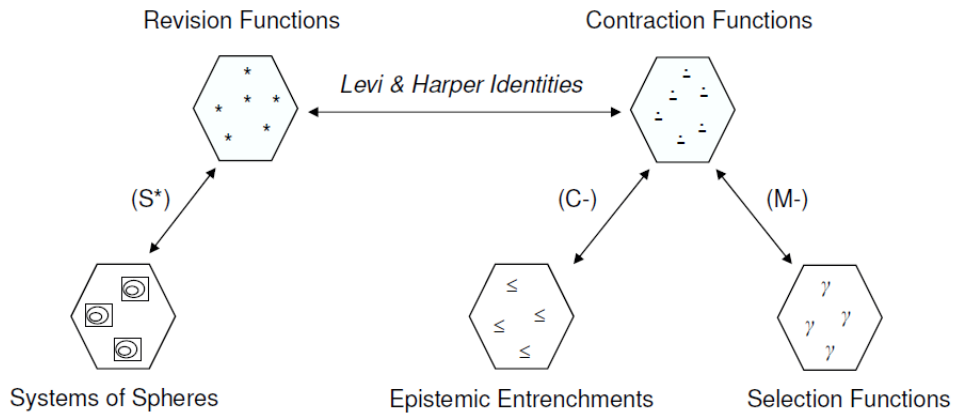 Revision Functions Contraction Functions
Levi & Harper Identities
* * * * * *
∸ ∸ ∸ ∸ ∸ ∸
(S*) (C-) (M-)
≤ ≤ ≤ ≤
γ γ γ γ
Systems of Spheres Epistemic Entrenchments Selection Functions